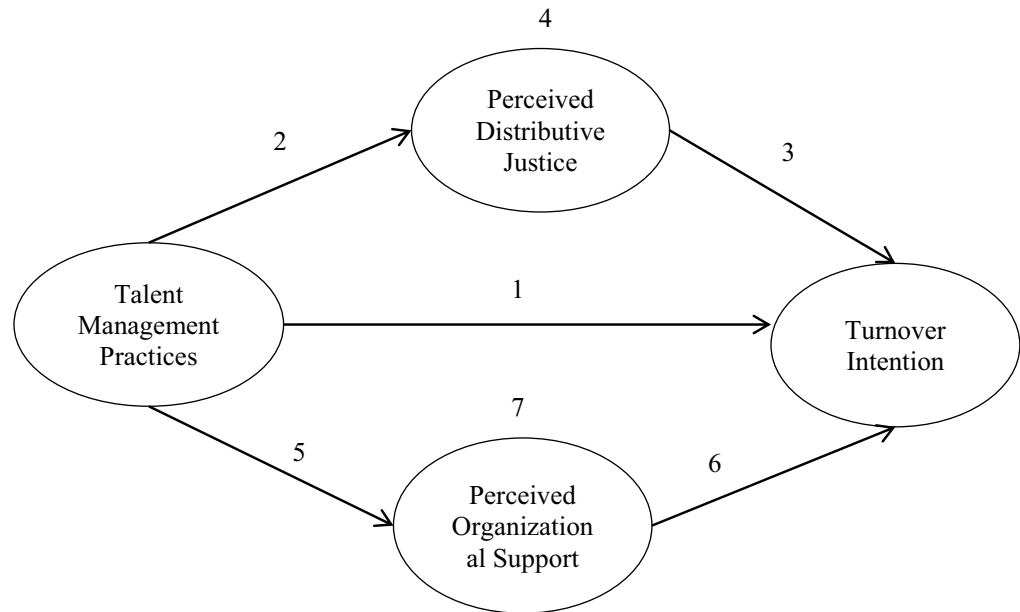 4
Perceived
Distributive
Justice
2
3
Talent
Management
Practices
1
Turnover
Intention
7
5
6
Perceived
Organization
al Support